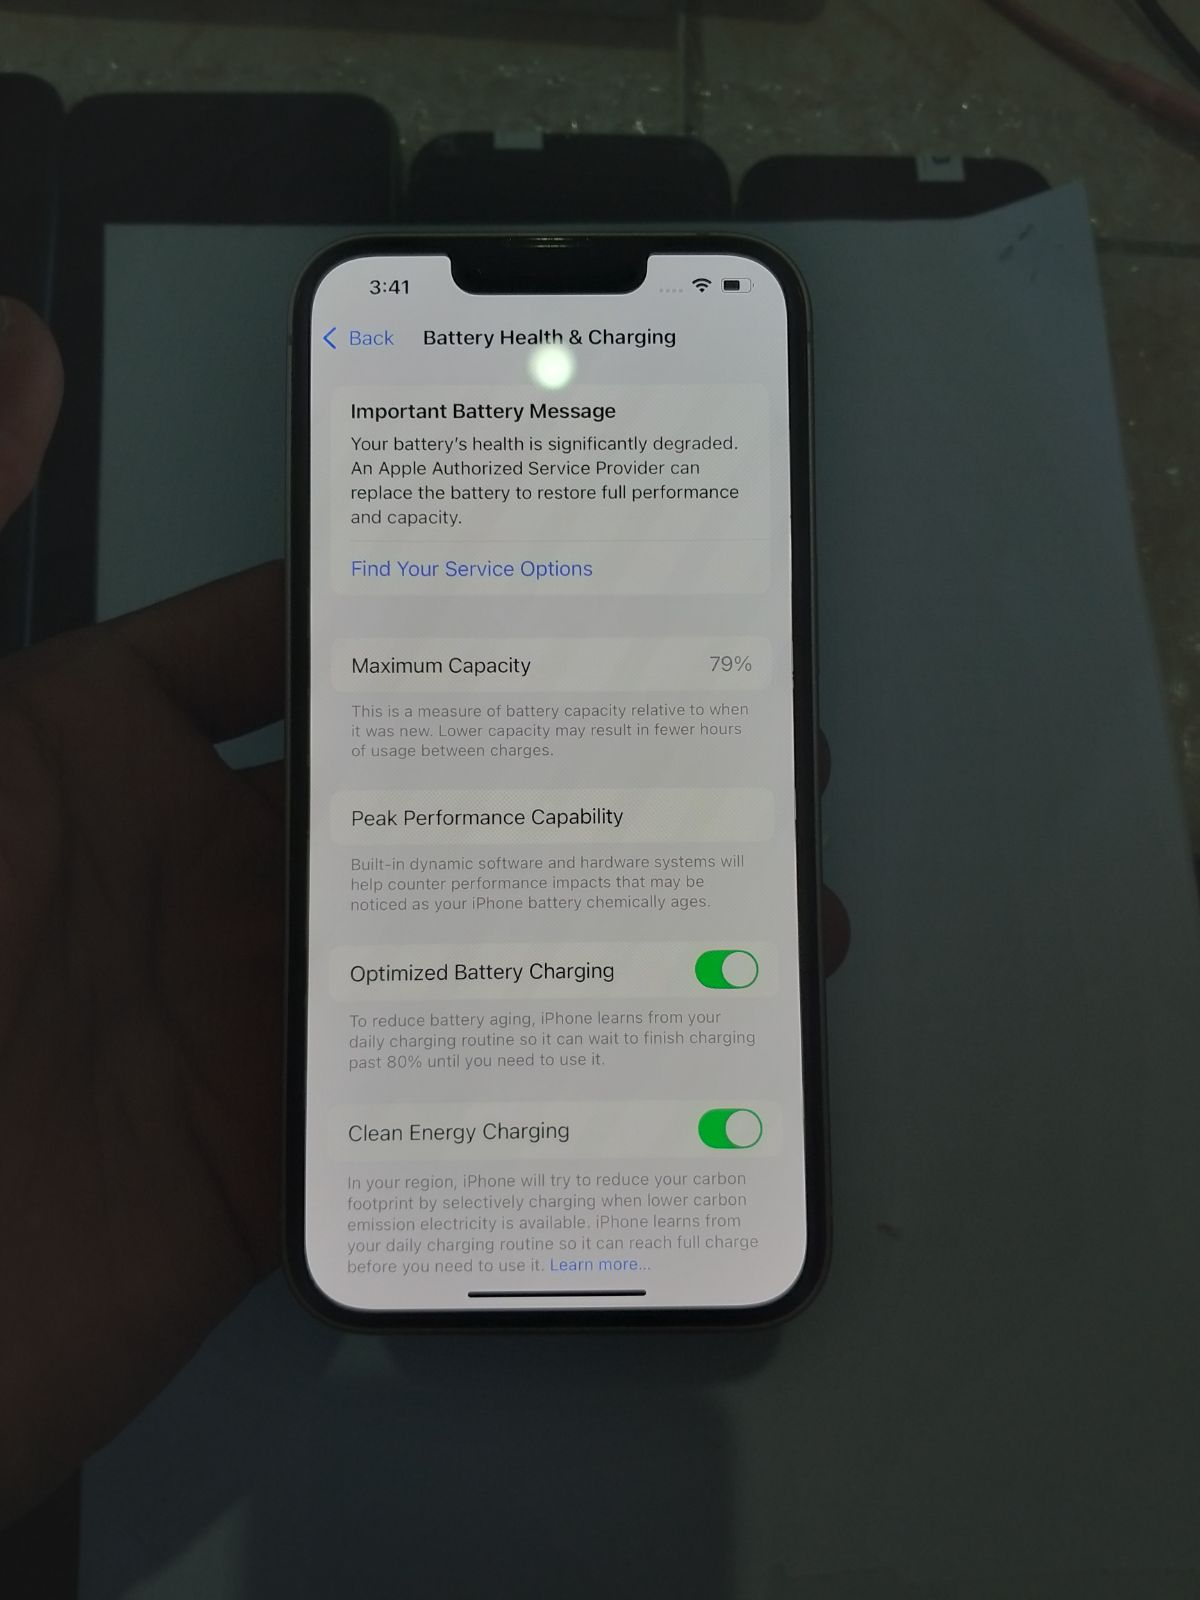 3:41
Back
Battery Health & Charging
Important Battery Message
Your battery's health is significantly degraded.
An Apple Authorized Service Provider can
replace the battery to restore full performance
and capacity.
Find Your Service Options
Maximum Capacity 79%
This is a measure of battery capacity relative to when
it was new. Lower capacity may result in fewer hours
of usage between charges.
Peak Performance Capability
Built-in dynamic software and hardware systems will
help counter performance impacts that may be
noticed as your iPhone battery chemically ages.
Optimized Battery Charging
To reduce battery aging, iPhone learns from your
daily charging routine so it can wait to finish charging
past 80% until you need to use it.
Clean Energy Charging
In your region, iPhone will try to reduce your carbon
footprint by selectively charging when lower carbon
emission electricity is available. iPhone learns from
your daily charging routine so it can reach full charge
before you need to use it. Learn more...